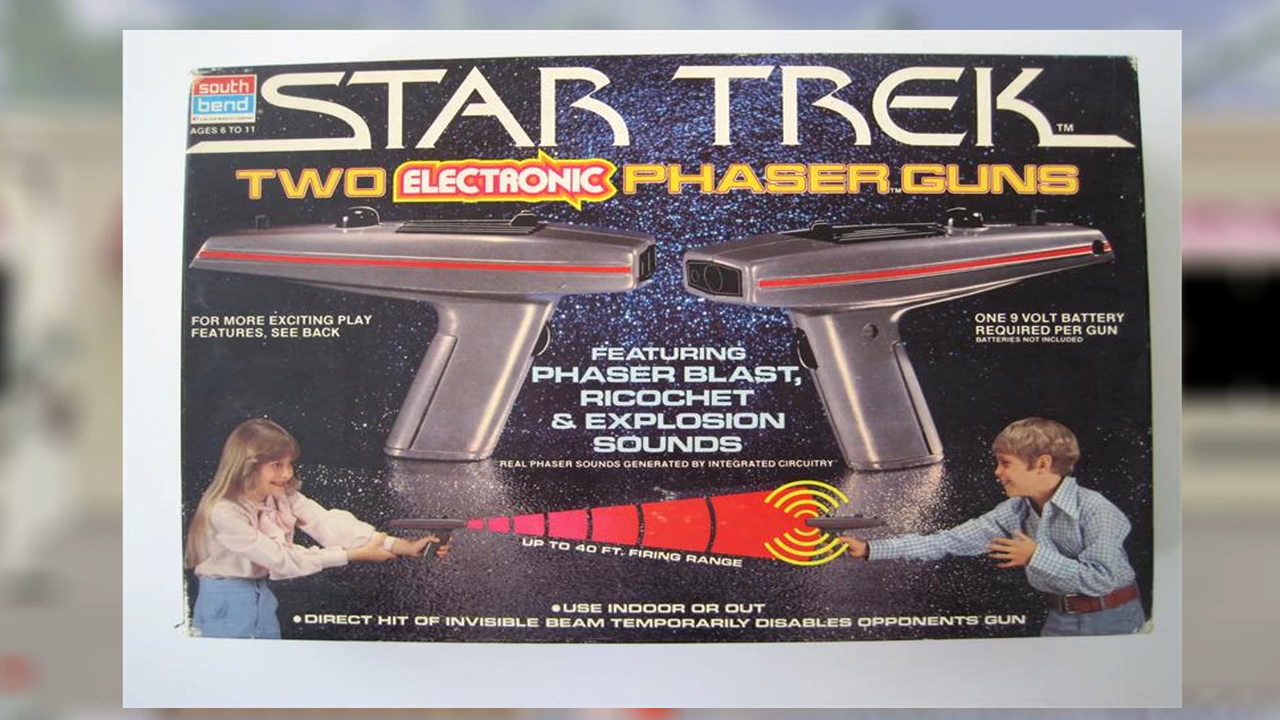 south
bend
AGES 6 TO 11
STAR TREK™
TWO ELECTRONIC PHASER™ GUNS
FOR MORE EXCITING PLAY
FEATURES, SEE BACK
ONE 9 VOLT BATTERY
REQUIRED PER GUN
BATTERIES NOT INCLUDED
FEATURING
PHASER BLAST,
RICOCHET
& EXPLOSION
SOUNDS
REAL PHASER SOUNDS GENERATED BY INTEGRATED CIRCUITRY
UP TO 40 FT. FIRING RANGE
•USE INDOOR OR OUT
•DIRECT HIT OF INVISIBLE BEAM TEMPORARILY DISABLES OPPONENTS GUN